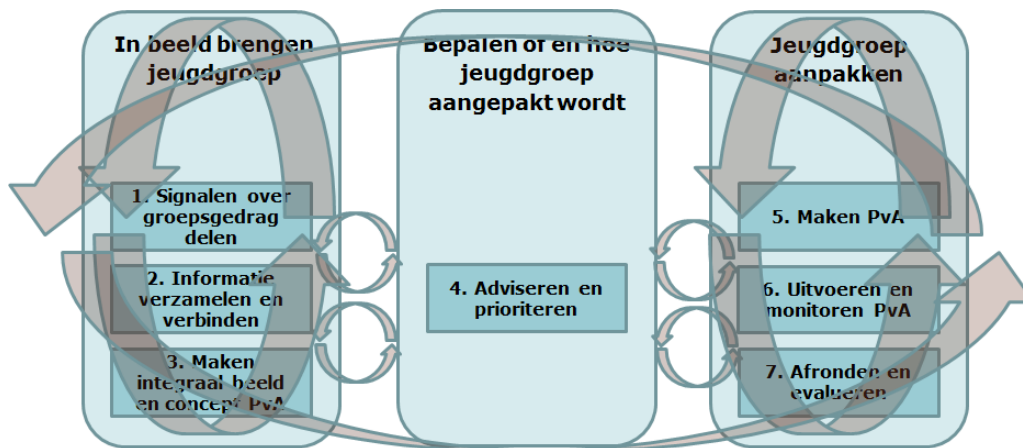 In beeld brengen
jeugdgroep
1. Signalen over
groepsgedrag
delen
2. Informatie
verzamelen en
verbinden
3. Maken
integraal beeld
en concept PvA
Bepalen of en hoe
jeugdgroep
aangepakt wordt
4. Adviseren en
prioriteren
Jeugdgroep
aanpakken
5. Maken PvA
6. Uitvoeren en
monitoren PvA
7. Afronden en
evalueren